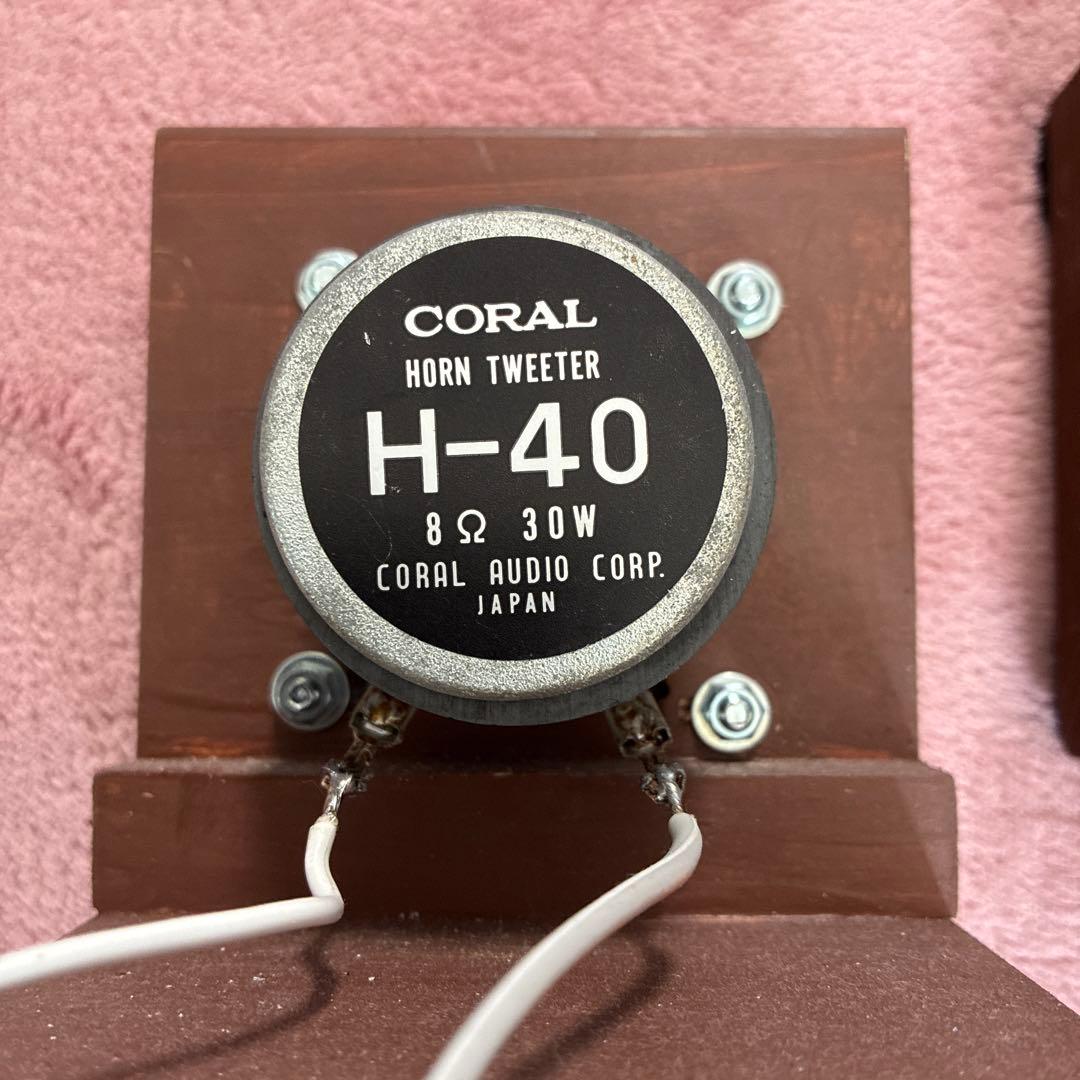 CORAL
HORN TWEETER
H-40
8Ω 30W
CORAL AUDIO CORP.
JAPAN